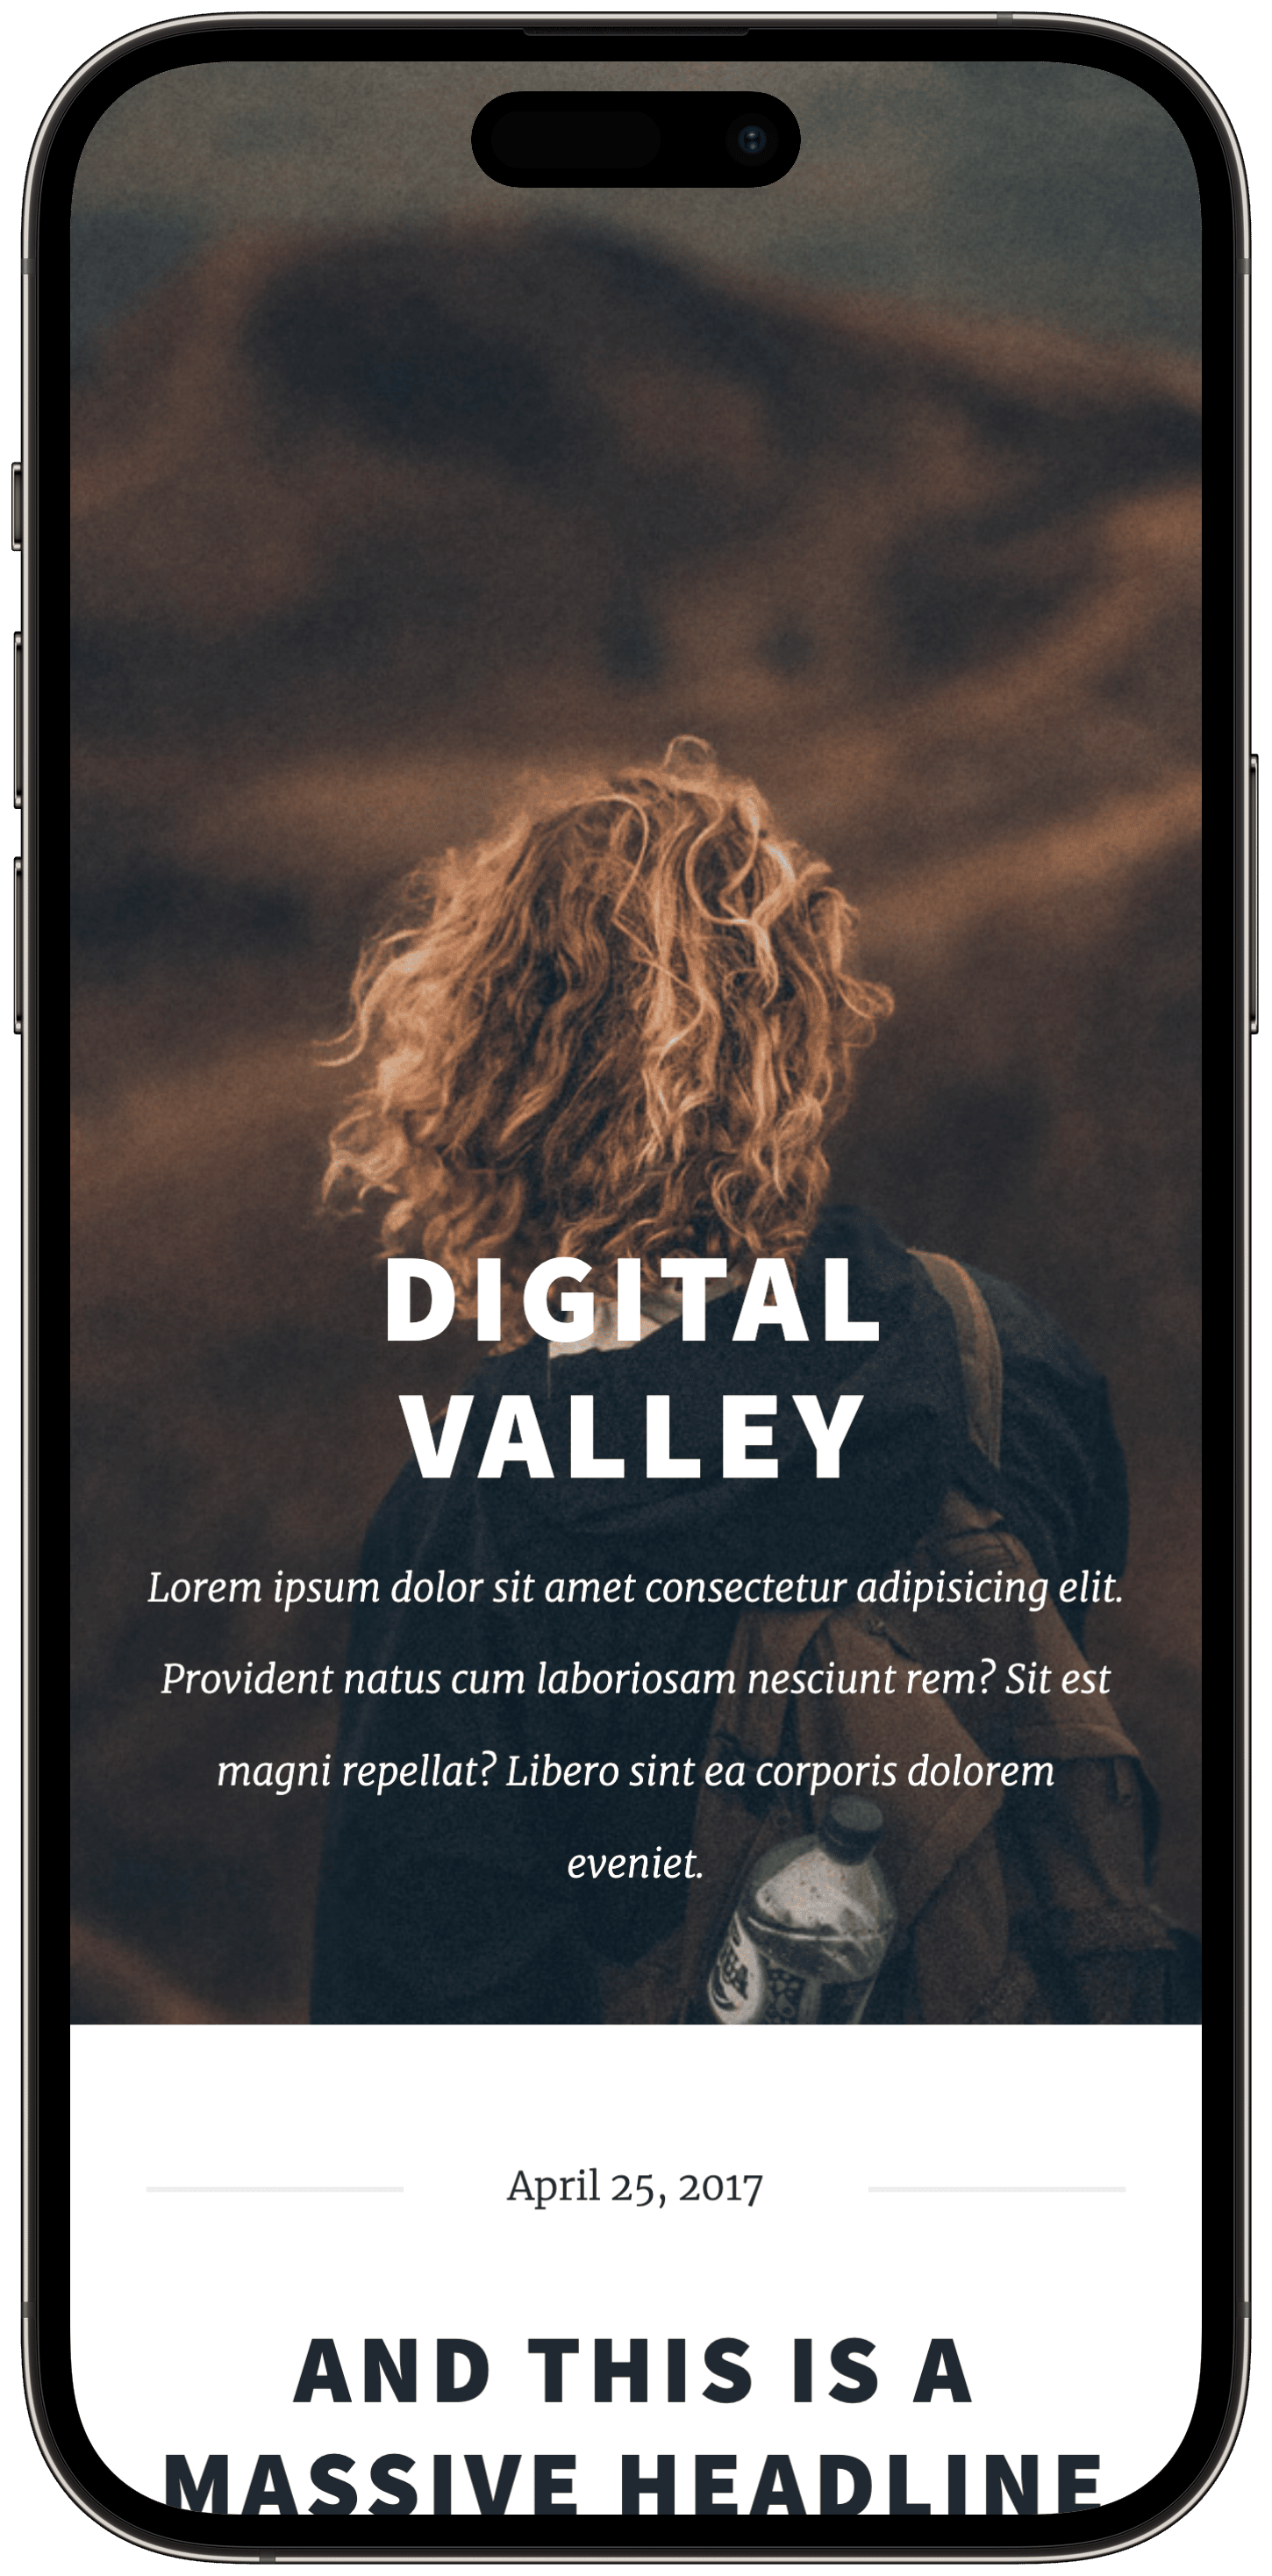 DIGITAL
VALLEY
Lorem ipsum dolor sit amet consectetur adipisicing elit.
Provident natus cum laboriosam nesciunt rem? Sit est
magni repellat? Libero sint ea corporis dolorem
eveniet.
April 25, 2017
AND THIS IS A
MASSIVE HEADLINE